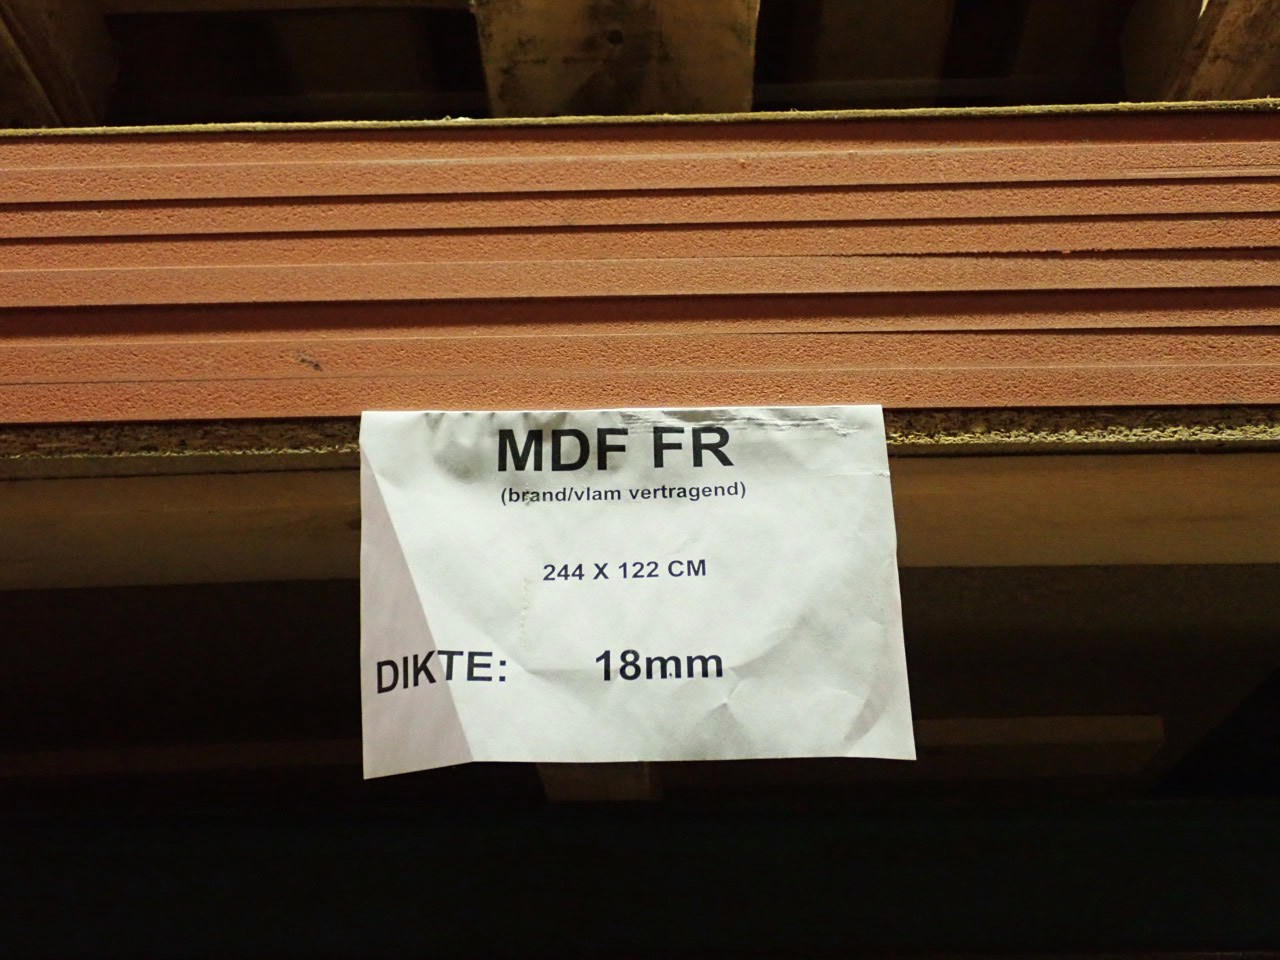 MDF FR
(brand/vlam vertragend)
244 X 122 CM
DIKTE: 18mm